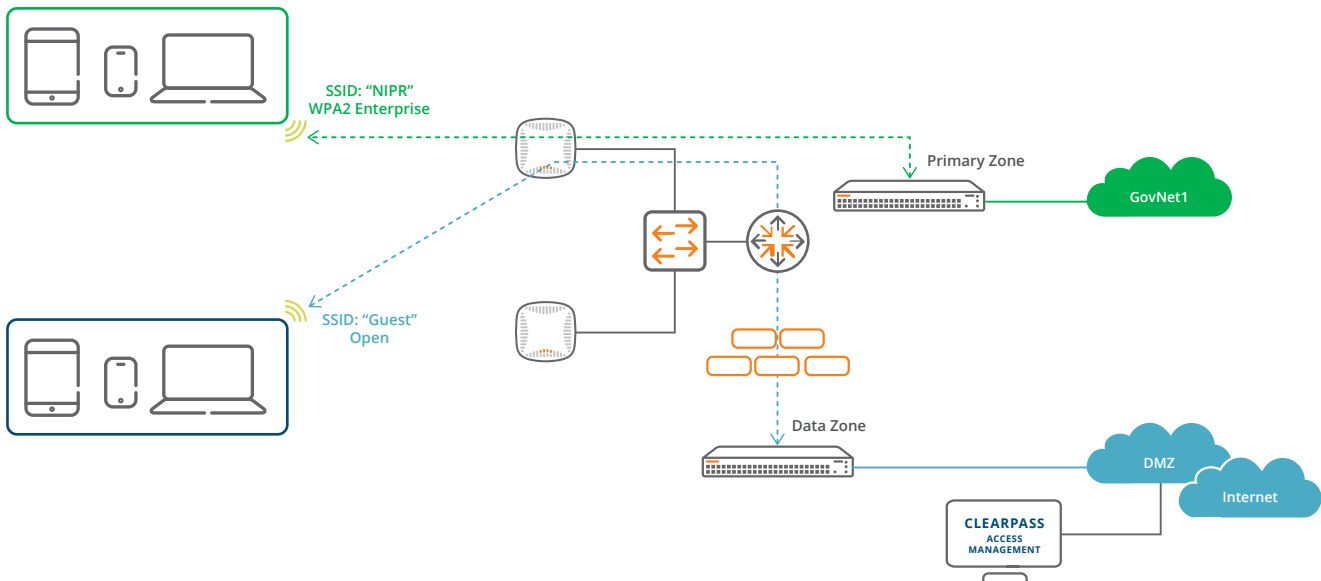 SSID: “NIPR”
WPA2 Enterprise
Primary Zone
GovNet1
SSID: “Guest”
Open
Data Zone
DMZ
Internet
CLEARPASS
ACCESS
MANAGEMENT